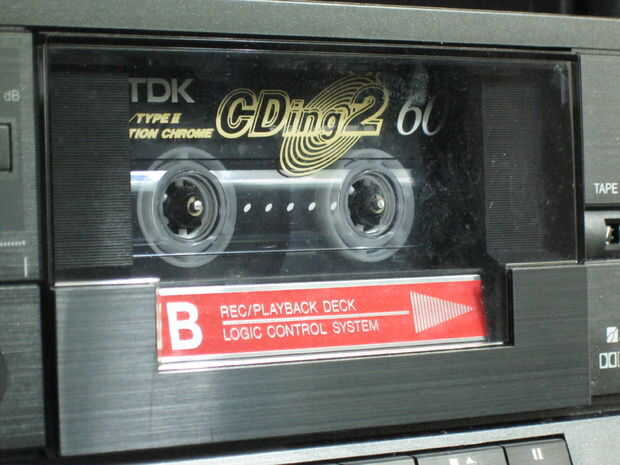 dB
TDK
/TYPE II
TION CHROME
CDing2 60
TAPE
B
REC/PLAYBACK DECK
LOGIC CONTROL SYSTEM